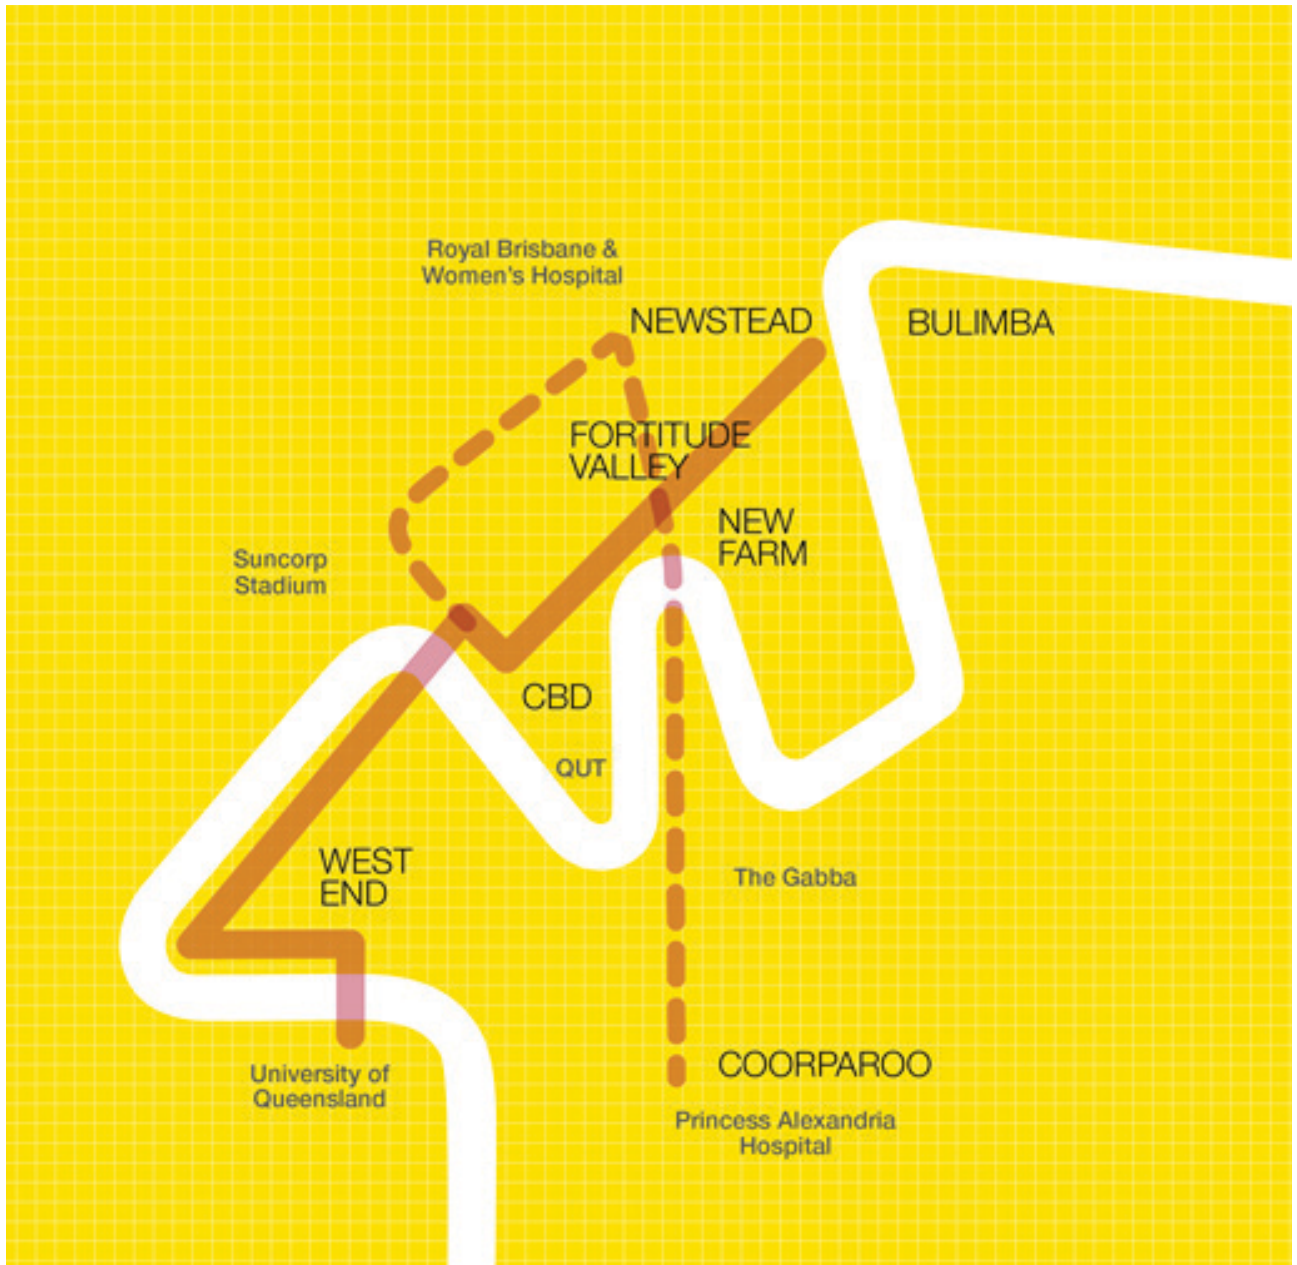 Royal Brisbane &
Women's Hospital
NEWSTEAD
BULIMBA
FORTITUDE
VALLEY
NEW
FARM
Suncorp
Stadium
CBD
QUT
WEST
END
The Gabba
University of
Queensland
COORPAROO
Princess Alexandria
Hospital